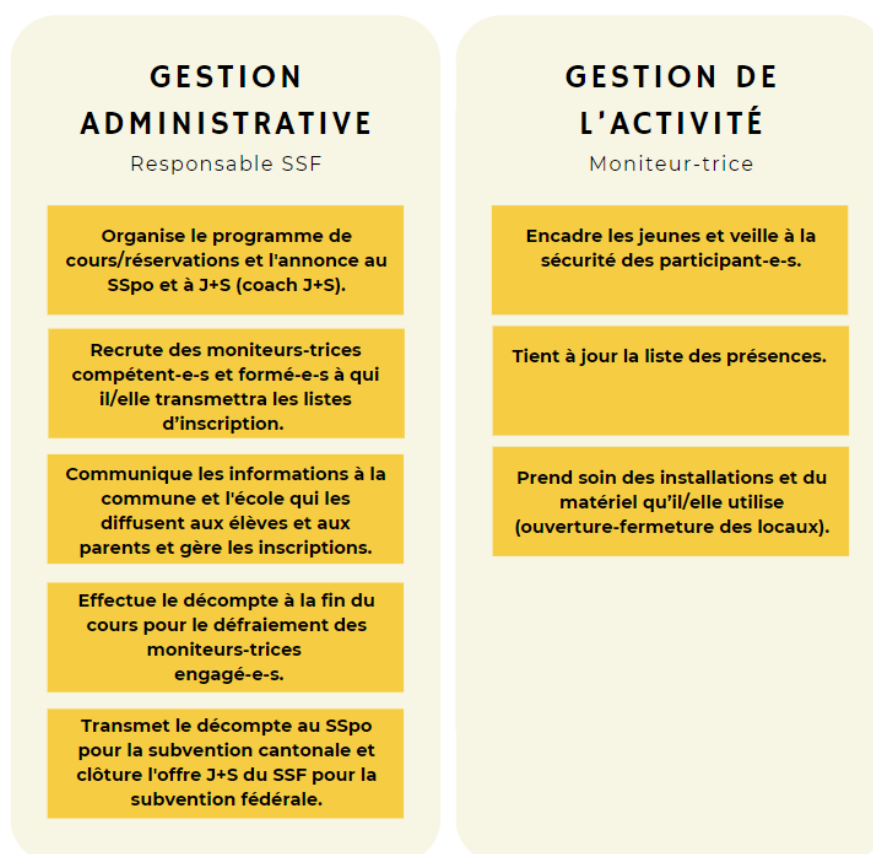 GESTION
ADMINISTRATIVE
Responsable SSF
Organise le programme de
cours/réservations et l'annonce au
SSpo et à J+S (coach J+S).
Recrute des moniteurs-trices
compétent-e-s et formé-e-s à qui
il/elle transmettra les listes
d’inscription.
Communique les informations à la
commune et l'école qui les
diffusent aux élèves et aux
parents et gère les inscriptions.
Effectue le décompte à la fin du
cours pour le défraiement des
moniteurs-trices
engagé-e-s.
Transmet le décompte au SSpo
pour la subvention cantonale et
clôture l'offre J+S du SSF pour la
subvention fédérale.
GESTION DE
L’ACTIVITÉ
Moniteur-trice
Encadre les jeunes et veille à la
sécurité des participant-e-s.
Tient à jour la liste des présences.
Prend soin des installations et du
matériel qu’il/elle utilise
(ouverture-fermeture des locaux).